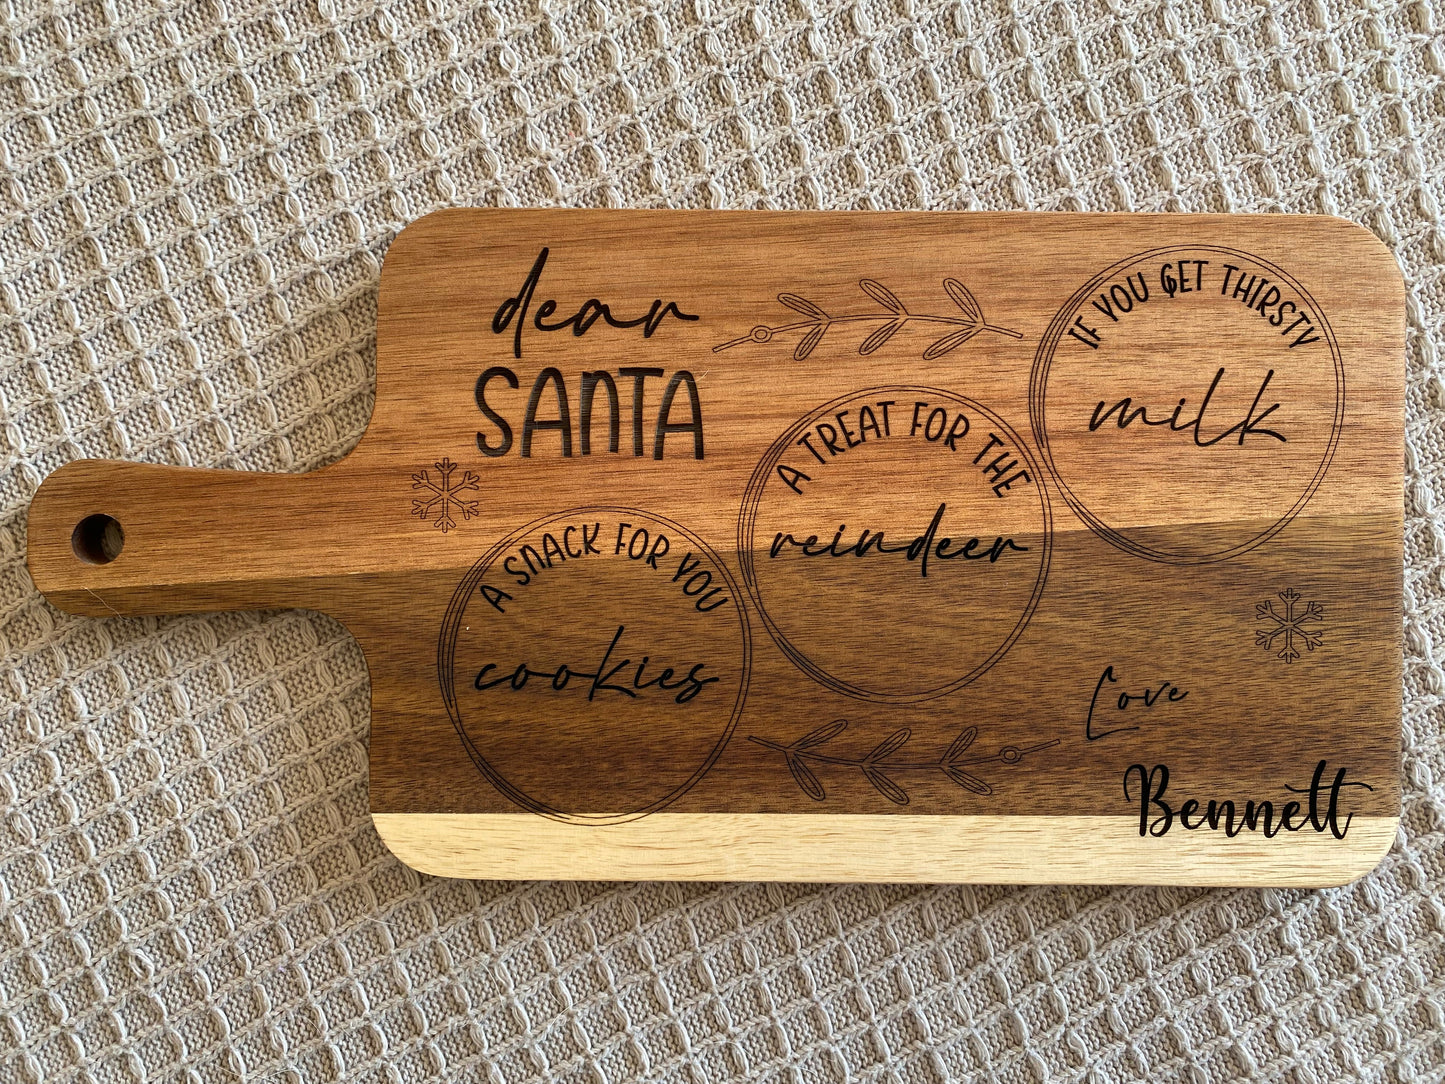 dear
SANTA
A SNACK FOR YOU
cookies
A TREAT FOR THE
reindeer
IF YOU GET THIRSTY
milk
Love
Bennett